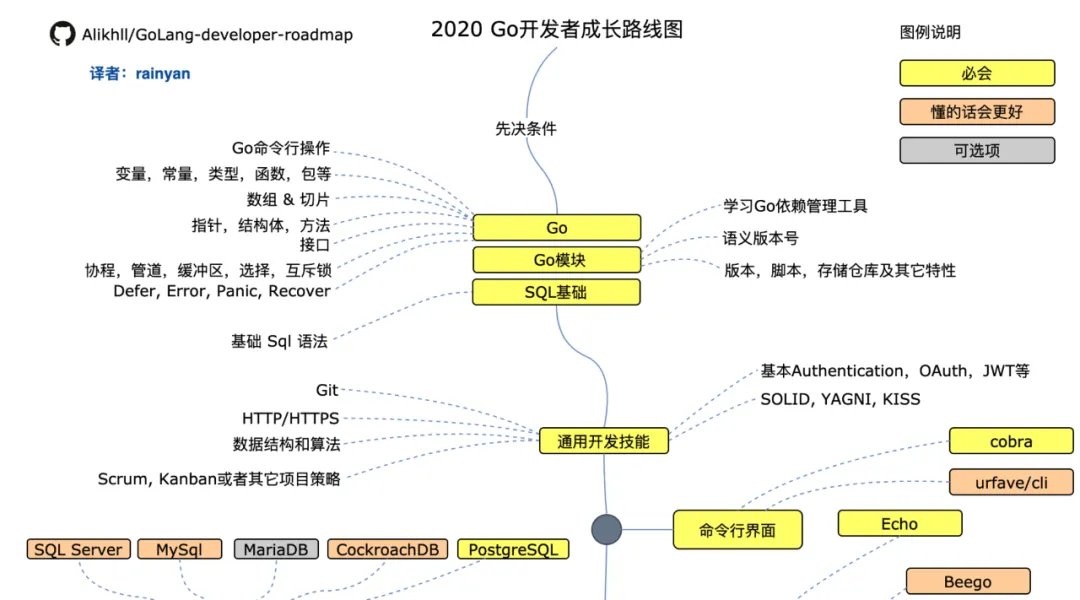 Alikhll/GoLang-developer-roadmap
译者：rainyan
2020 Go开发者成长路线图
图例说明
必会
懂的话会更好
可选项
先决条件
Go命令行操作
变量，常量，类型，函数，包等
数组 & 切片
指针，结构体，方法
接口
协程，管道，缓冲区，选择，互斥锁
Defer, Error, Panic, Recover
基础 Sql 语法
Go
Go模块
SQL基础
学习Go依赖管理工具
语义版本号
版本，脚本，存储仓库及其它特性
Git
HTTP/HTTPS
数据结构和算法
Scrum, Kanban或者其它项目策略
通用开发技能
基本Authentication，OAuth，JWT等
SOLID, YAGNI, KISS
cobra
urfave/cli
命令行界面
Echo
Beego
SQL Server
MySql
MariaDB
CockroachDB
PostgreSQL